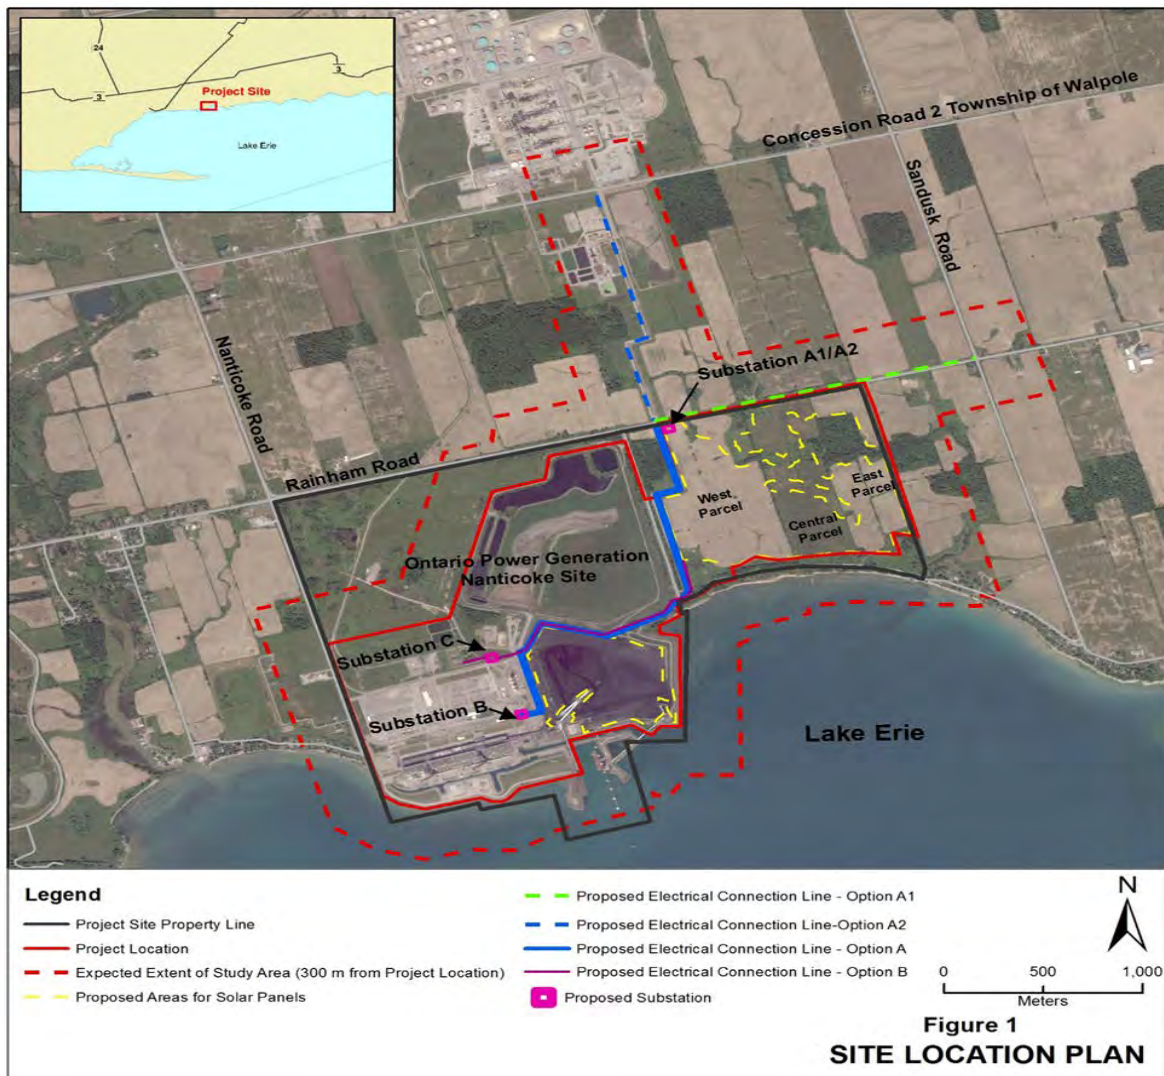 24
3
3
Project Site
Lake Erie
Concession Road 2 Township of Walpole
Sandusk Road
Nanticoke Road
Substation A1/A2
Rainham Road
West
Parcel
East
Parcel
Central
Parcel
Ontario Power Generation
Nanticoke Site
Substation C
Substation B
Lake Erie
Legend
Project Site Property Line
Project Location
Expected Extent of Study Area (300 m from Project Location)
Proposed Areas for Solar Panels
Proposed Electrical Connection Line - Option A1
Proposed Electrical Connection Line-Option A2
Proposed Electrical Connection Line - Option A
Proposed Electrical Connection Line - Option B
Proposed Substation
N
0 500 1,000
Meters
Figure 1
SITE LOCATION PLAN